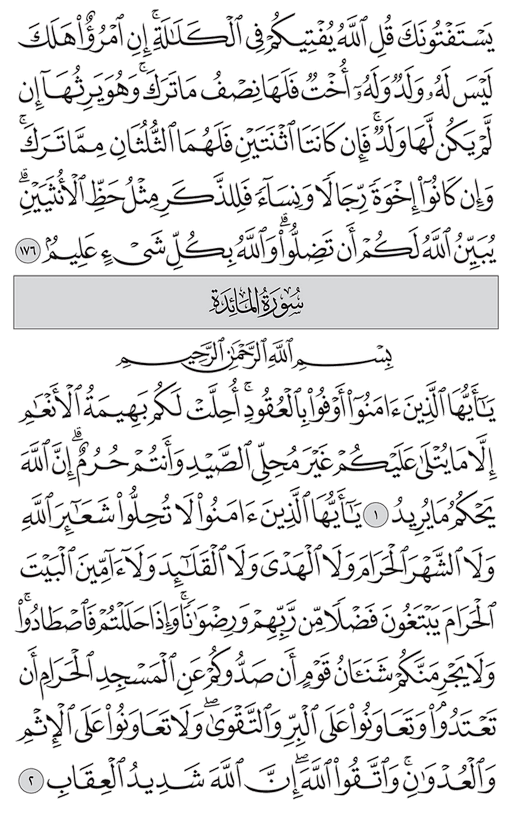 يَسْتَفْتُونَكَ قُلِ ٱللَّهُ يُفْتِيكُمْ فِى ٱلْكَلَـٰلَةِ ۚ إِنِ ٱمْرُؤٌا۟ هَلَكَ
لَيْسَ لَهُۥ وَلَدٌ وَلَهُۥٓ أُخْتٌ فَلَهَا نِصْفُ مَا تَرَكَ ۚ وَهُوَ يَرِثُهَآ إِن
لَّمْ يَكُن لَّهَا وَلَدٌ ۚ فَإِن كَانَتَا ٱثْنَتَيْنِ فَلَهُمَا ٱلثُّلُثَانِ مِمَّا تَرَكَ ۚ
وَإِن كَانُوٓا۟ إِخْوَةً رِّجَالًا وَنِسَآءً فَلِلذَّكَرِ مِثْلُ حَظِّ ٱلْأُنثَيَيْنِ ۗ
يُبَيِّنُ ٱللَّهُ لَكُمْ أَن تَضِلُّوا۟ ۗ وَٱللَّهُ بِكُلِّ شَىْءٍ عَلِيمٌۢ ١٧٦
سُورَةُ المَائِدَةِ
بِسْمِ ٱللَّهِ ٱلرَّحْمَـٰنِ ٱلرَّحِيمِ
يَـٰٓأَيُّهَا ٱلَّذِينَ ءَامَنُوٓا۟ أَوْفُوا۟ بِٱلْعُقُودِ ۚ أُحِلَّتْ لَكُم بَهِيمَةُ ٱلْأَنْعَـٰمِ
إِلَّا مَا يُتْلَىٰ عَلَيْكُمْ غَيْرَ مُحِلِّى ٱلصَّيْدِ وَأَنتُمْ حُرُمٌ ۗ إِنَّ ٱللَّهَ
يَحْكُمُ مَا يُرِيدُ ١ يَـٰٓأَيُّهَا ٱلَّذِينَ ءَامَنُوا۟ لَا تُحِلُّوا۟ شَعَـٰٓئِرَ ٱللَّهِ
وَلَا ٱلشَّهْرَ ٱلْحَرَامَ وَلَا ٱلْهَدْىَ وَلَا ٱلْقَلَـٰٓئِدَ وَلَآ ءَآمِّينَ ٱلْبَيْتَ
ٱلْحَرَامَ يَبْتَغُونَ فَضْلًا مِّن رَّبِّهِمْ وَرِضْوَٰنًا ۚ وَإِذَا حَلَلْتُمْ فَٱصْطَادُوا۟ ۚ
وَلَا يَجْرِمَنَّكُمْ شَنَـَٔانُ قَوْمٍ أَن صَدُّوكُمْ عَنِ ٱلْمَسْجِدِ ٱلْحَرَامِ أَن
تَعْتَدُوا۟ ۘ وَتَعَاوَنُوا۟ عَلَى ٱلْبِرِّ وَٱلتَّقْوَىٰ ۖ وَلَا تَعَاوَنُوا۟ عَلَى ٱلْإِثْمِ
وَٱلْعُدْوَٰنِ ۚ وَٱتَّقُوا۟ ٱللَّهَ ۖ إِنَّ ٱللَّهَ شَدِيدُ ٱلْعِقَابِ ٢